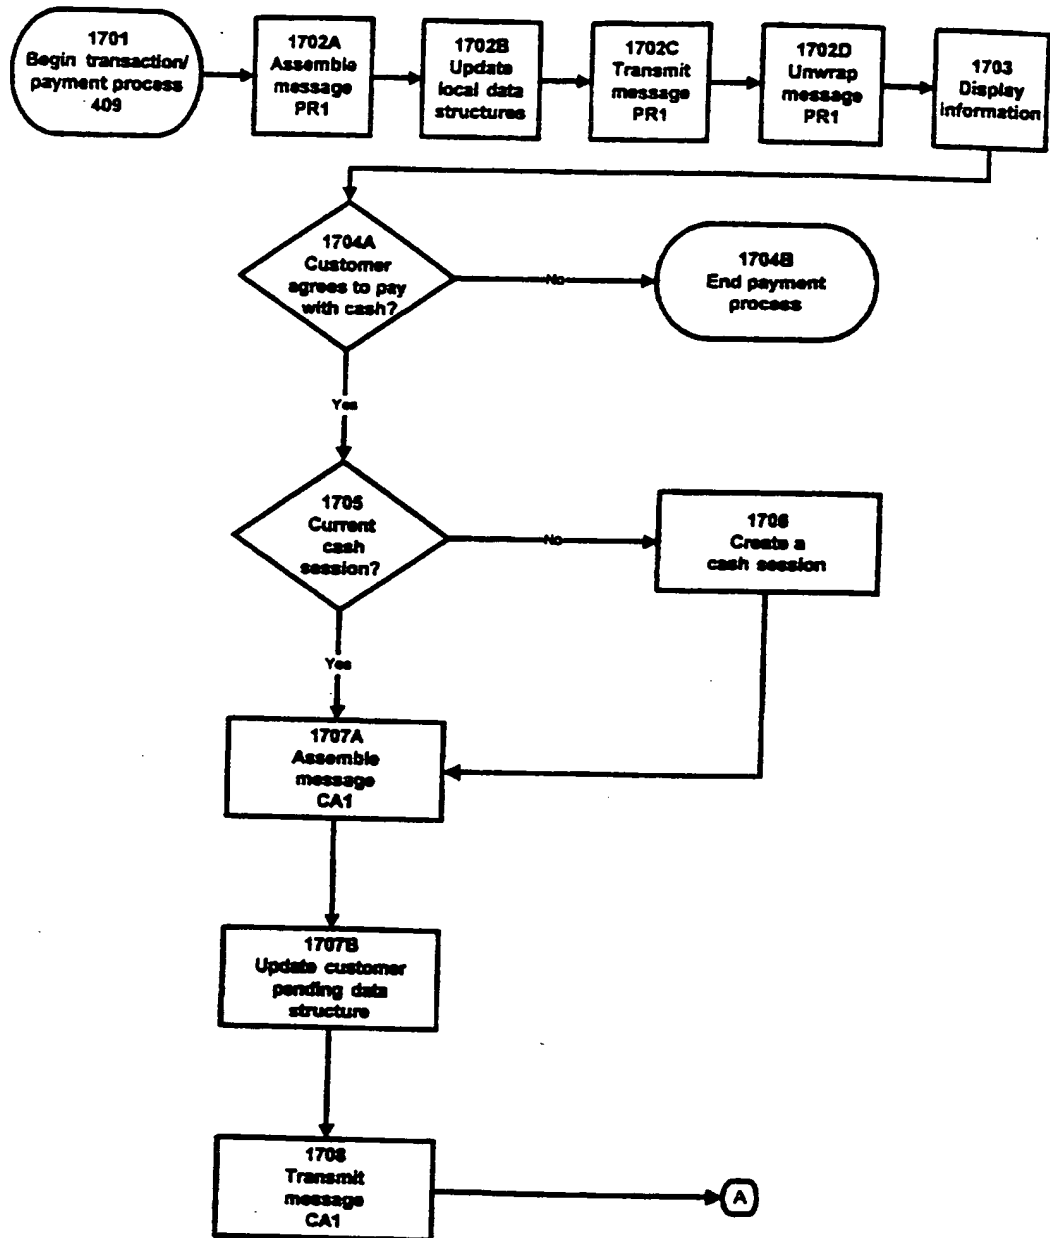 1701
Begin transaction/
payment process
409
1702A
Assemble
message
PR1
1702B
Update
local data
structures
1702C
Transmit
message
PR1
1702D
Unwrap
message
PR1
1703
Display
information
1704A
Customer
agrees to pay
with cash?
No
1704B
End payment
process
Yes
1705
Current
cash
session?
No
1706
Create a
cash session
Yes
1707A
Assemble
message
CA1
1707B
Update customer
pending data
structure
1708
Transmit
message
CA1
A